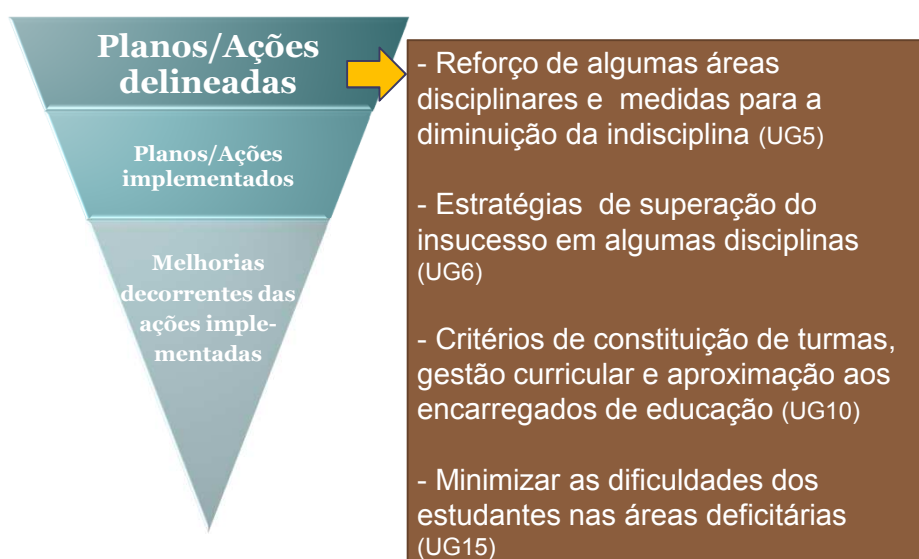 Planos/Ações
delineadas
Planos/Ações
implementados
Melhorias
decorrentes das
ações imple-
mentadas
- Reforço de algumas áreas
disciplinares e medidas para a
diminuição da indisciplina (UG5)
- Estratégias de superação do
insucesso em algumas disciplinas
(UG6)
- Critérios de constituição de turmas,
gestão curricular e aproximação aos
encarregados de educação (UG10)
- Minimizar as dificuldades dos
estudantes nas áreas deficitárias
(UG15)